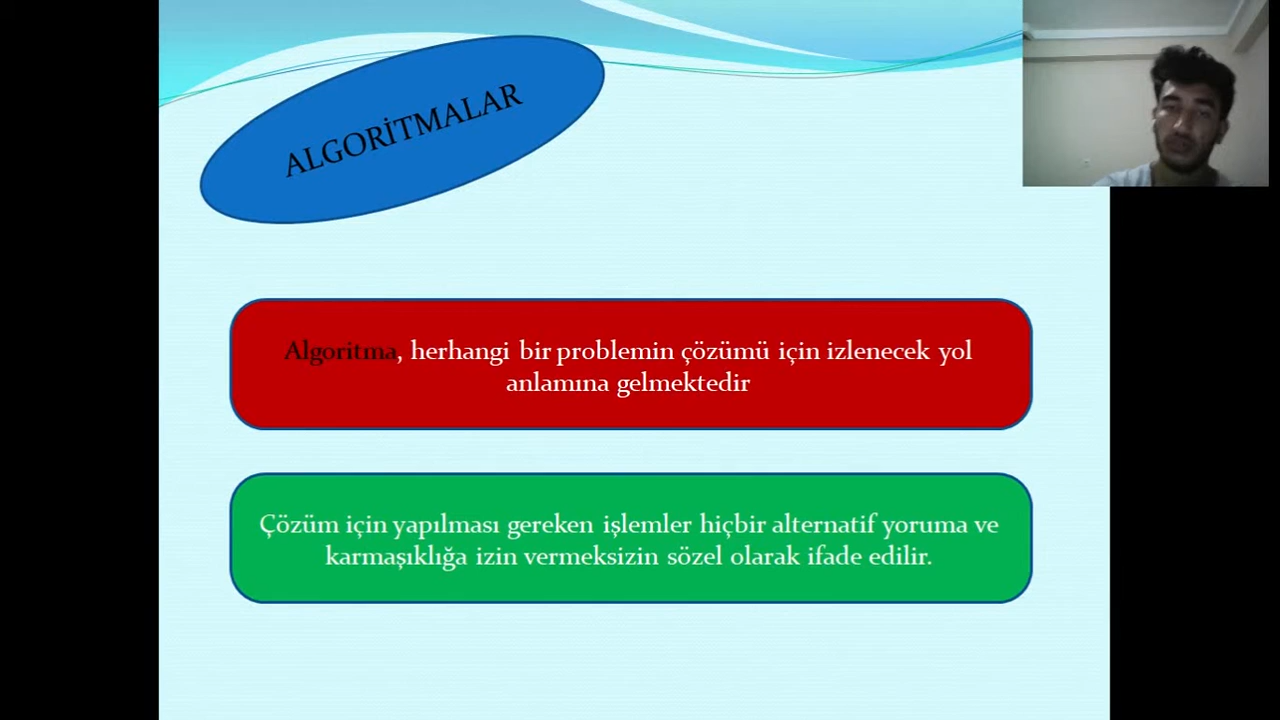 ALGORİTMALAR
Algoritma, herhangi bir problemin çözümü için izlenecek yol
anlamına gelmektedir
Çözüm için yapılması gereken işlemler hiçbir alternatif yoruma ve
karmaşıklığa izin vermeksizin sözel olarak ifade edilir.